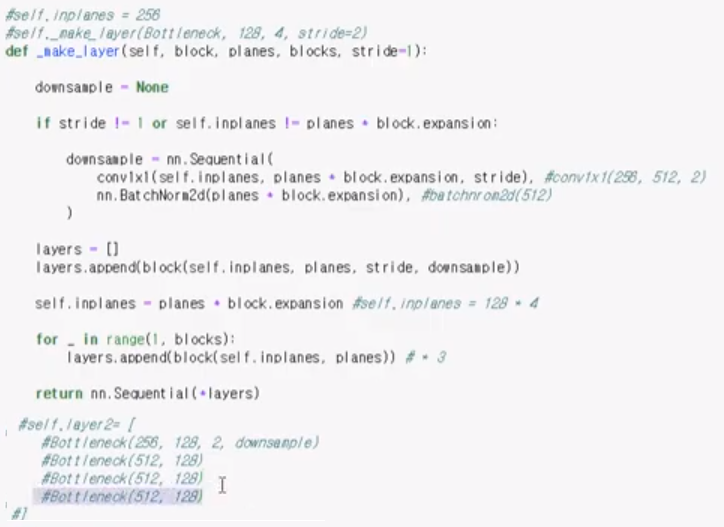 #self.inplanes = 256
#self._make_layer(Bottleneck, 128, 4, stride=2)
def _make_layer(self, block, planes, blocks, stride=1):
downsample = None
if stride != 1 or self.inplanes != planes * block.expansion:
downsample = nn.Sequential(
conv1x1(self.inplanes, planes * block.expansion, stride), #conv1x1(256, 512, 2)
nn.BatchNorm2d(planes * block.expansion), #batchnrom2d(512)
)
layers = []
layers.append(block(self.inplanes, planes, stride, downsample))
self.inplanes = planes * block.expansion #self.inplanes = 128 * 4
for _ in range(1, blocks):
layers.append(block(self.inplanes, planes)) # * 3
return nn.Sequential(*layers)
#self.layer2= [
#Bottleneck(256, 128, 2, downsample)
#Bottleneck(512, 128)
#Bottleneck(512, 128)
#Bottleneck(512, 128)
#]